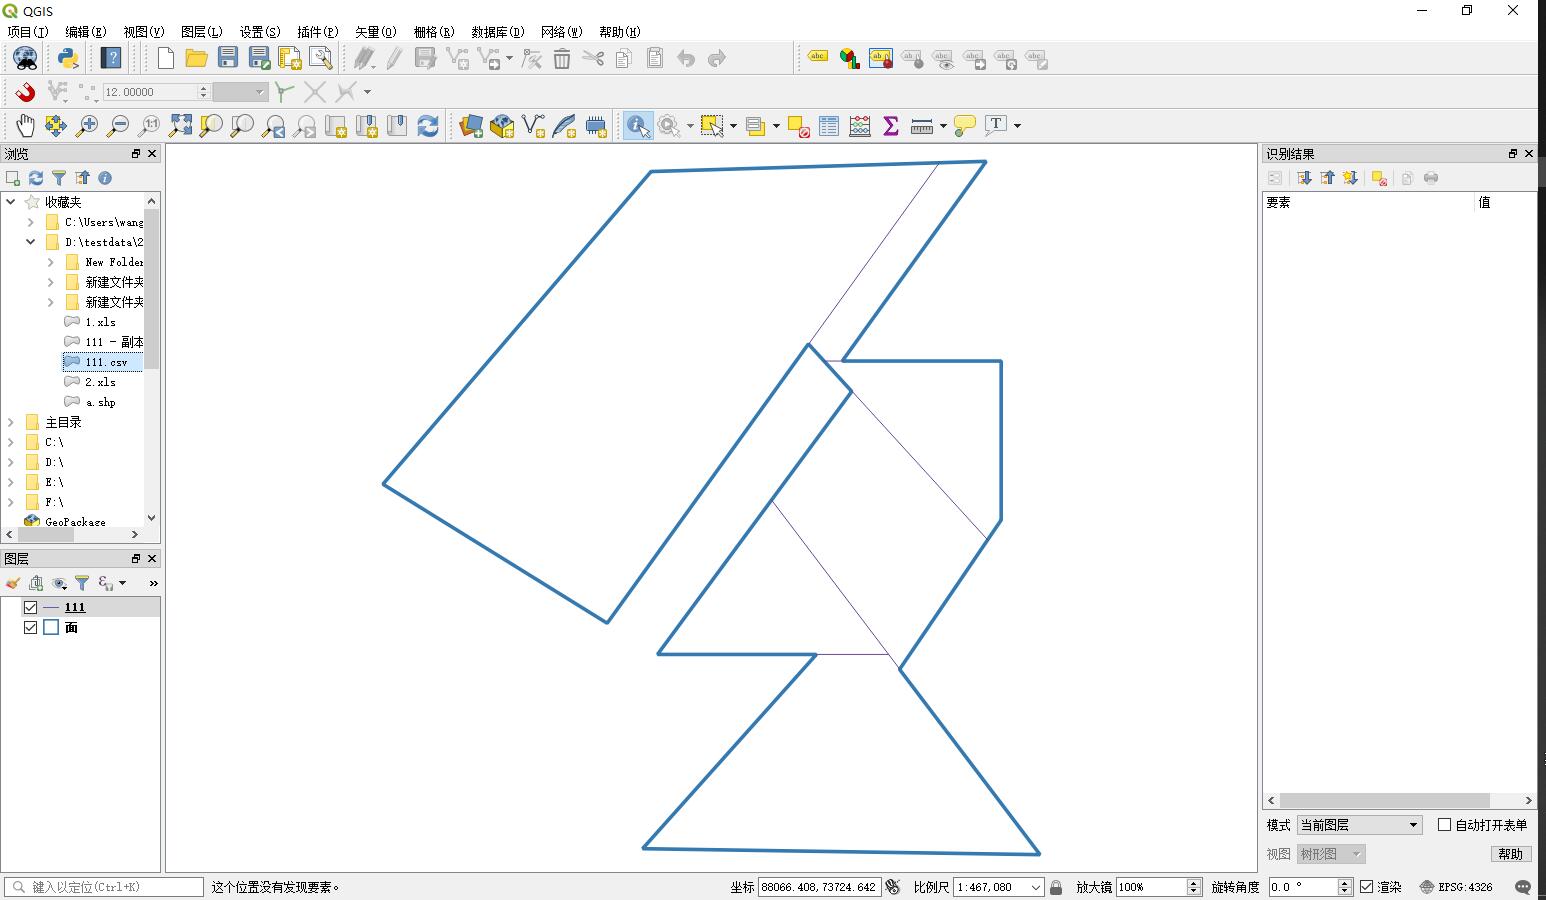 QGIS
项目(J) 编辑(E) 视图(V) 图层(L) 设置(S) 插件(P) 矢量(O) 栅格(R) 数据库(D) 网络(W) 帮助(H)
abc
12.00000
1:1
浏览
收藏夹
C:\Users\wang
D:\testdata\2
New Folder
新建文件夹
新建文件夹
1.xls
111 - 副本
111.csv
2.xls
a.shp
主目录
C:\
D:\
E:\
F:\
GeoPackage
图层
111
面
识别结果
要素 值
模式 当前图层 自动打开表单
视图 树形图 帮助
键入以定位(Ctrl+K) 这个位置没有发现要素。 坐标 88066.408,73724.642 比例尺 1:467,080 放大镜 100% 旋转角度 0.0 ° 渲染 EPSG:4326